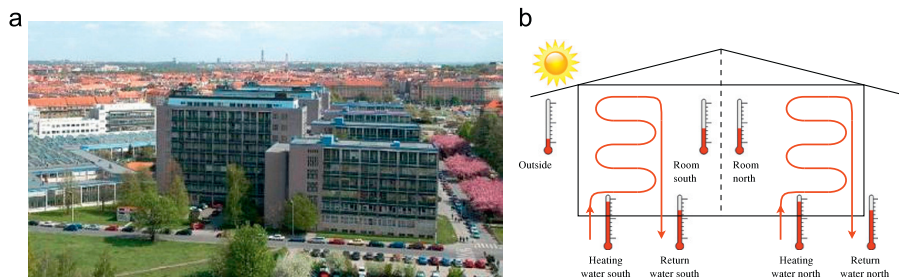 a
b
Outside
Room
south
Room
north
Heating
water south
Return
water south
Heating
water north
Return
water north